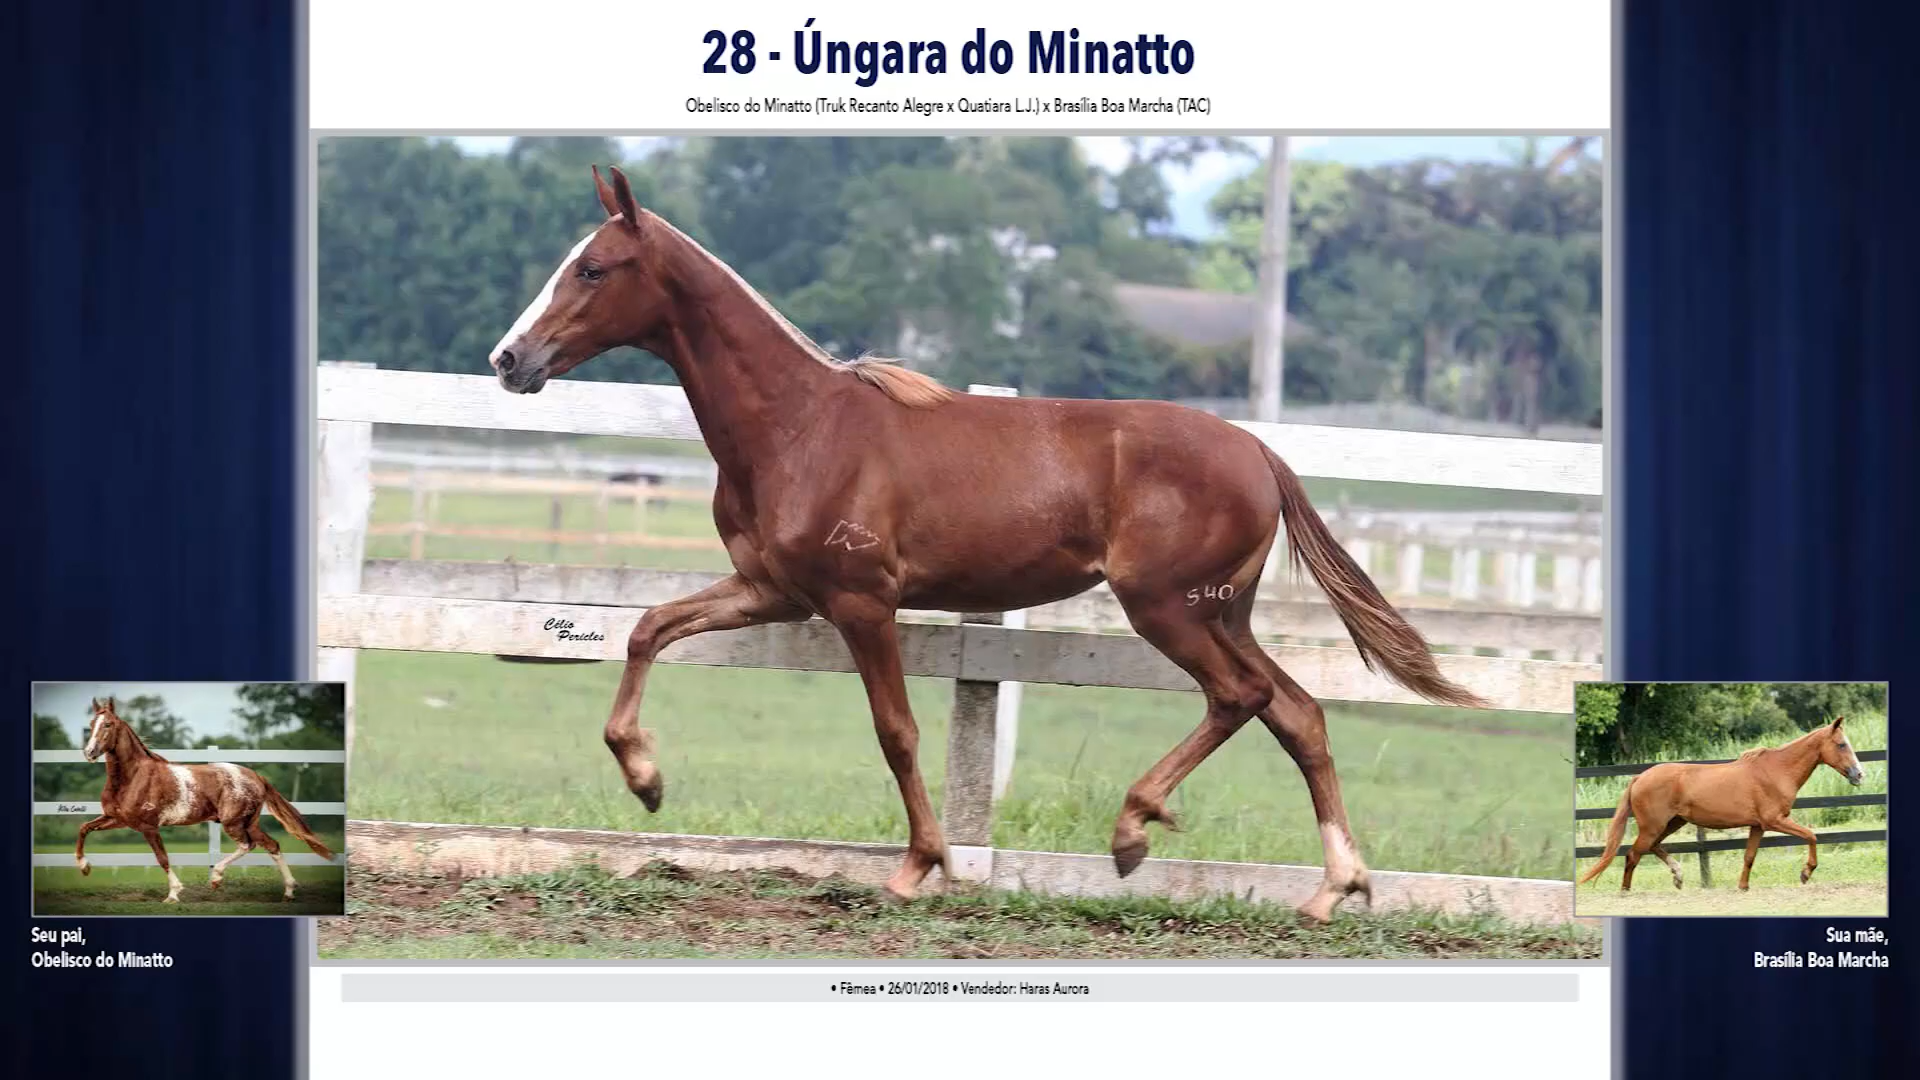 28 - Úngara do Minatto
Obelisco do Minatto (Truk Recanto Alegre x Quatiara L.J.) x Brasília Boa Marcha (TAC)
Célio
Pericles
540
Seu pai,
Obelisco do Minatto
Sua mãe,
Brasília Boa Marcha
• Fêmea • 26/01/2018 • Vendedor: Haras Aurora